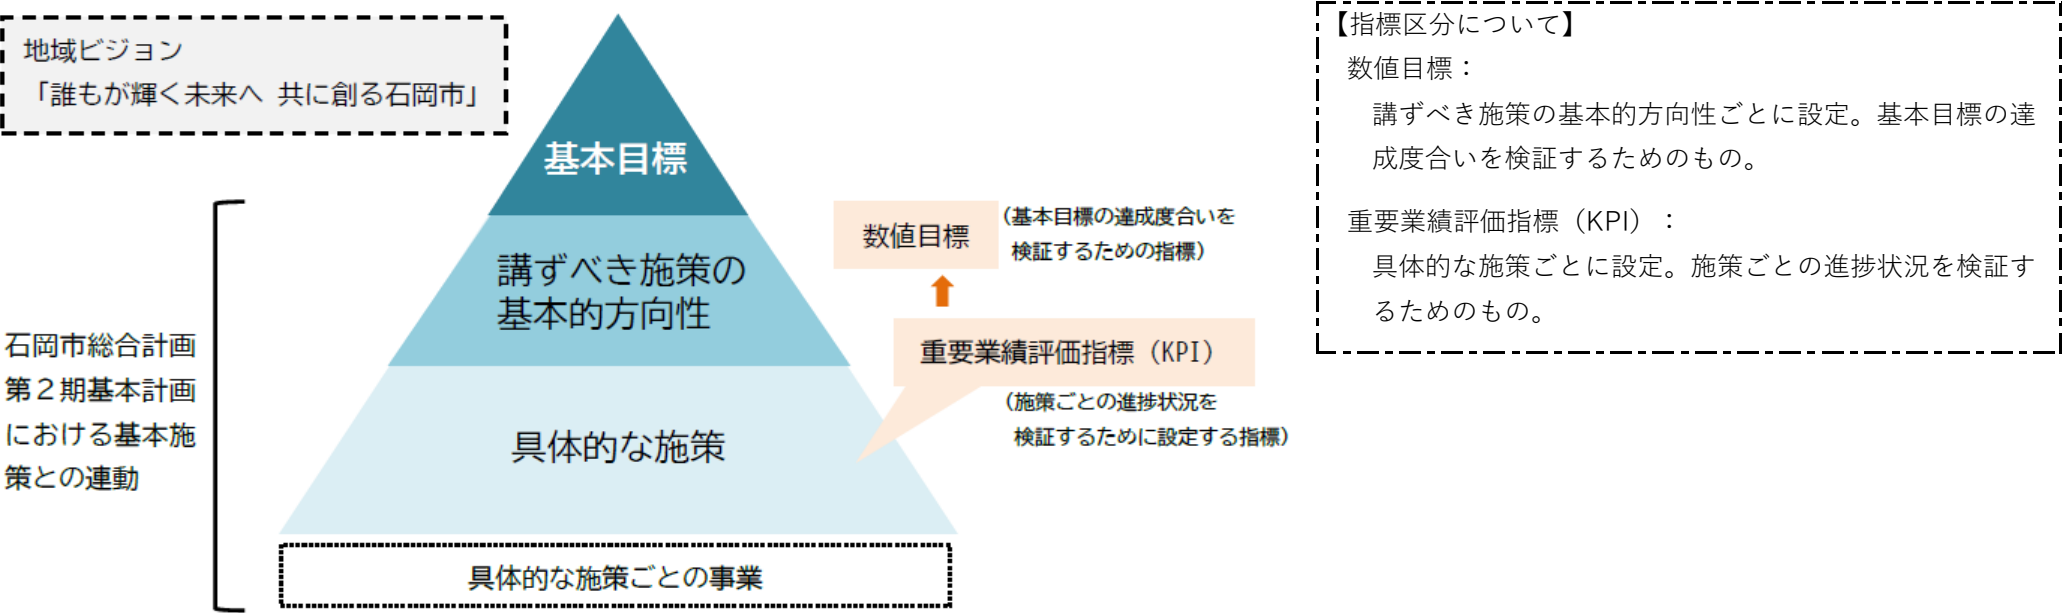 地域ビジョン
「誰もが輝く未来へ 共に創る石岡市」
基本目標
講ずべき施策の
基本的方向性
具体的な施策
具体的な施策ごとの事業
石岡市総合計画
第２期基本計画
における基本施
策との連動
数値目標
（基本目標の達成度合いを
検証するための指標）
重要業績評価指標（KPI）
（施策ごとの進捗状況を
検証するために設定する指標）
【指標区分について】
数値目標：
講ずべき施策の基本的方向性ごとに設定。基本目標の達
成度合いを検証するためのもの。
重要業績評価指標（KPI）：
具体的な施策ごとに設定。施策ごとの進捗状況を検証す
るためのもの。